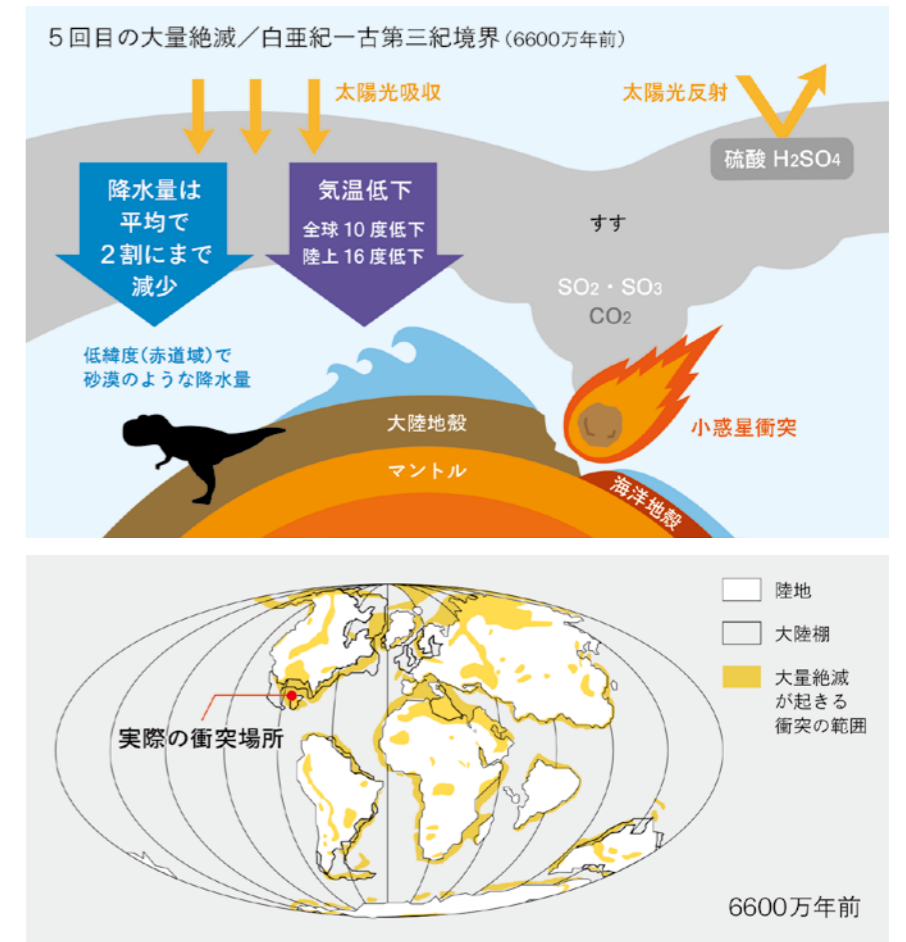 5回目の大量絶滅／白亜紀ー古第三紀境界（6600万年前）
太陽光吸収
太陽光反射
硫酸 H2SO4
降水量は
平均で
2割にまで
減少
気温低下
全球10度低下
陸上16度低下
すす
SO2・SO3
CO2
低緯度（赤道域）で
砂漠のような降水量
大陸地殻
マントル
小惑星衝突
海洋地殻
陸地
大陸棚
大量絶滅
が起きる
衝突の範囲
実際の衝突場所
6600万年前